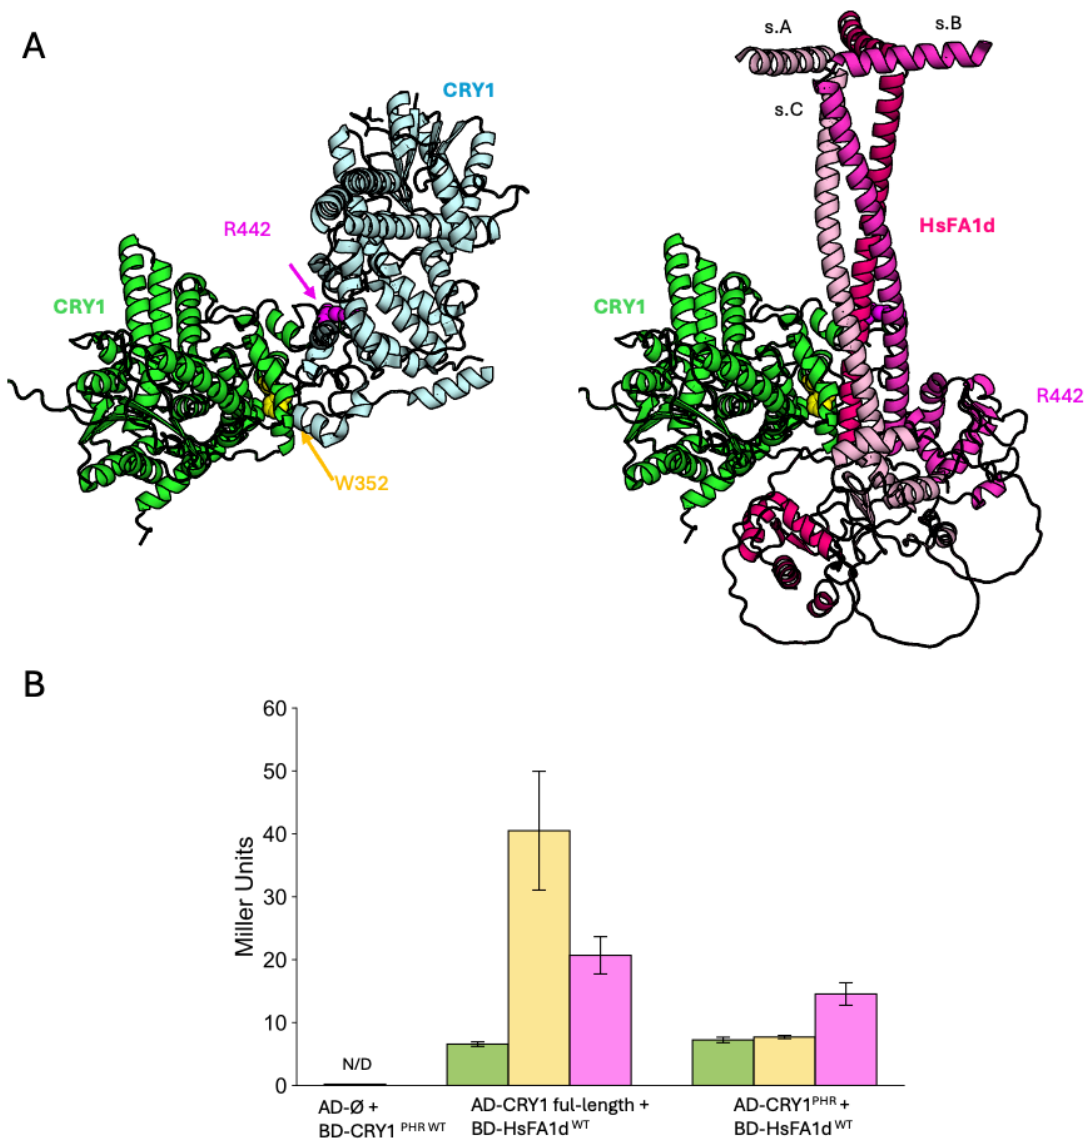 A
s.A
s.B
CRY1
s.C
R442
HsFA1d
CRY1
CRY1
R442
W352
B
Miller Units
60
50
40
30
20
10
0
N/D
AD-Ø +
BD-CRY1 PHR WT
AD-CRY1 ful-length +
BD-HsFA1d WT
AD-CRY1PHR +
BD-HsFA1d WT